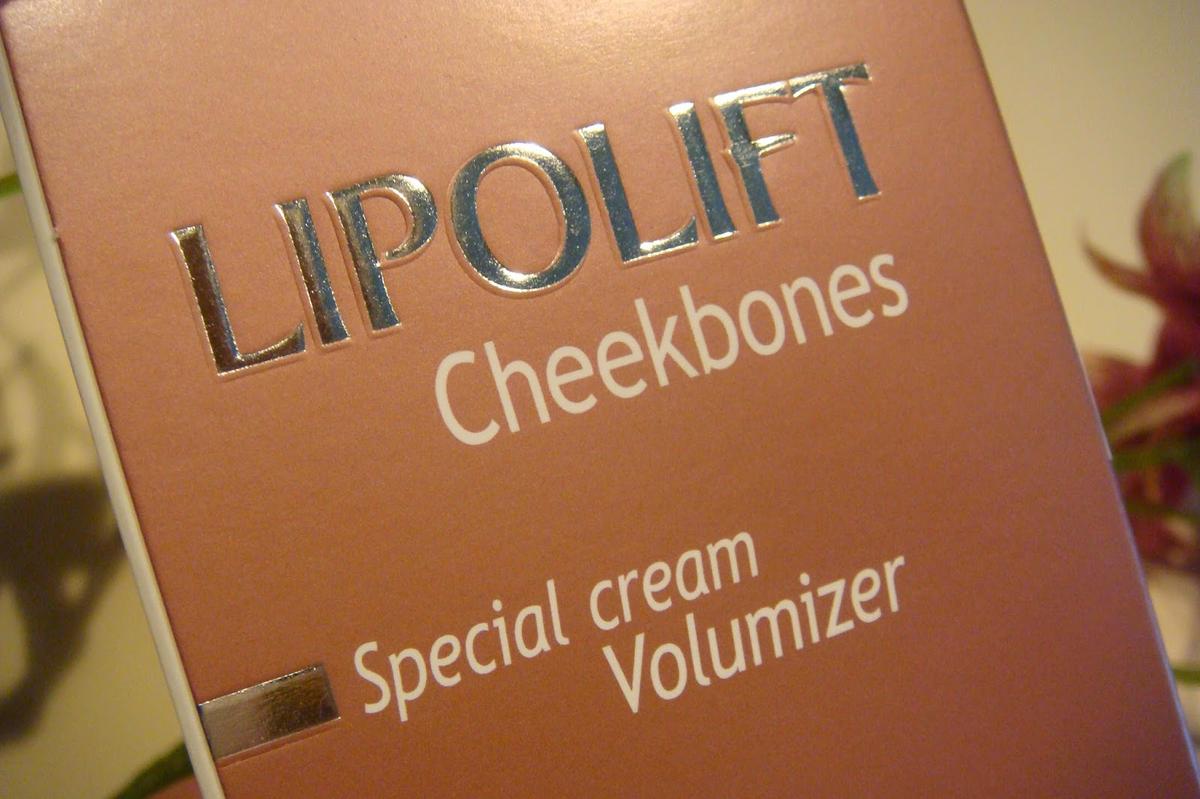 LIPOLIFT
Cheekbones
Special cream
Volumizer